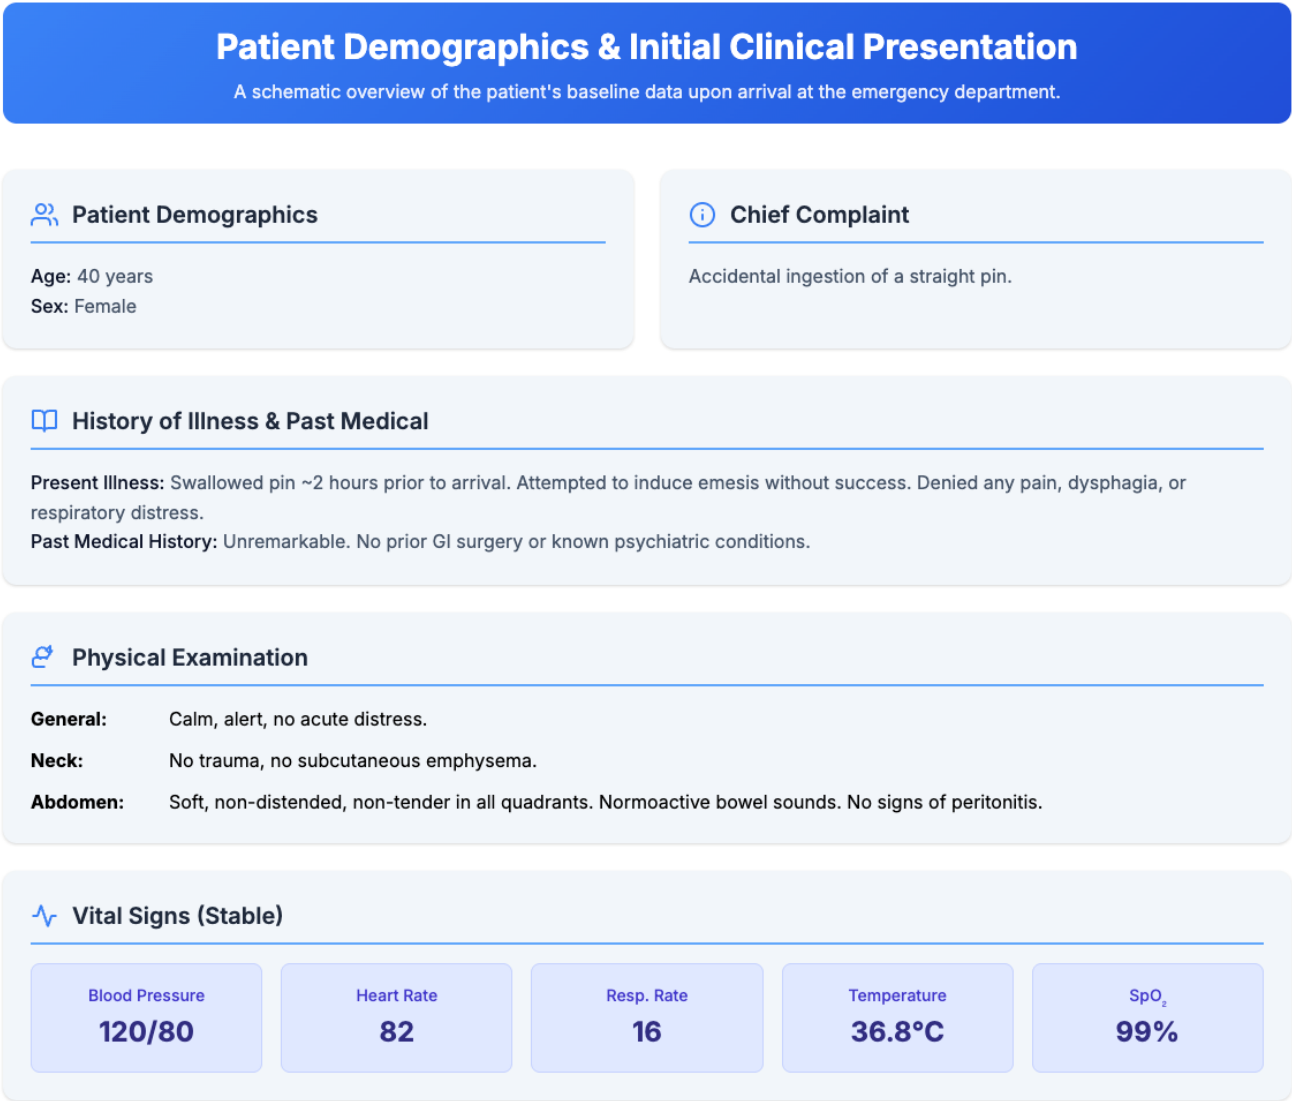 Patient Demographics & Initial Clinical Presentation
A schematic overview of the patient's baseline data upon arrival at the emergency department.
Patient Demographics
Age: 40 years
Sex: Female
Chief Complaint
Accidental ingestion of a straight pin.
History of Illness & Past Medical
Present Illness: Swallowed pin ~2 hours prior to arrival. Attempted to induce emesis without success. Denied any pain, dysphagia, or
respiratory distress.
Past Medical History: Unremarkable. No prior GI surgery or known psychiatric conditions.
Physical Examination
General: Calm, alert, no acute distress.
Neck: No trauma, no subcutaneous emphysema.
Abdomen: Soft, non-distended, non-tender in all quadrants. Normoactive bowel sounds. No signs of peritonitis.
Vital Signs (Stable)
Blood Pressure
120/80
Heart Rate
82
Resp. Rate
16
Temperature
36.8°C
SpO₂
99%